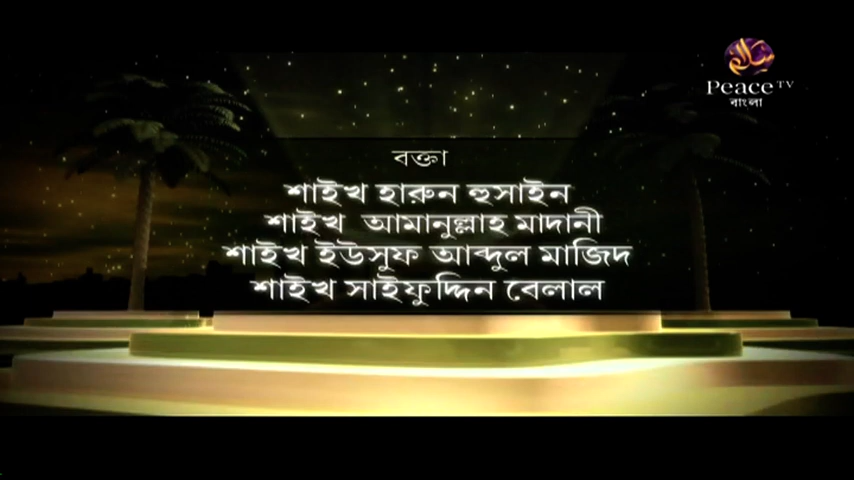 Peace TV
বাংলা
বক্তা
শাইখ হারুন হুসাইন
শাইখ আমানুল্লাহ মাদানী
শাইখ ইউসুফ আব্দুল মাজিদ
শাইখ সাইফুদ্দিন বেলাল